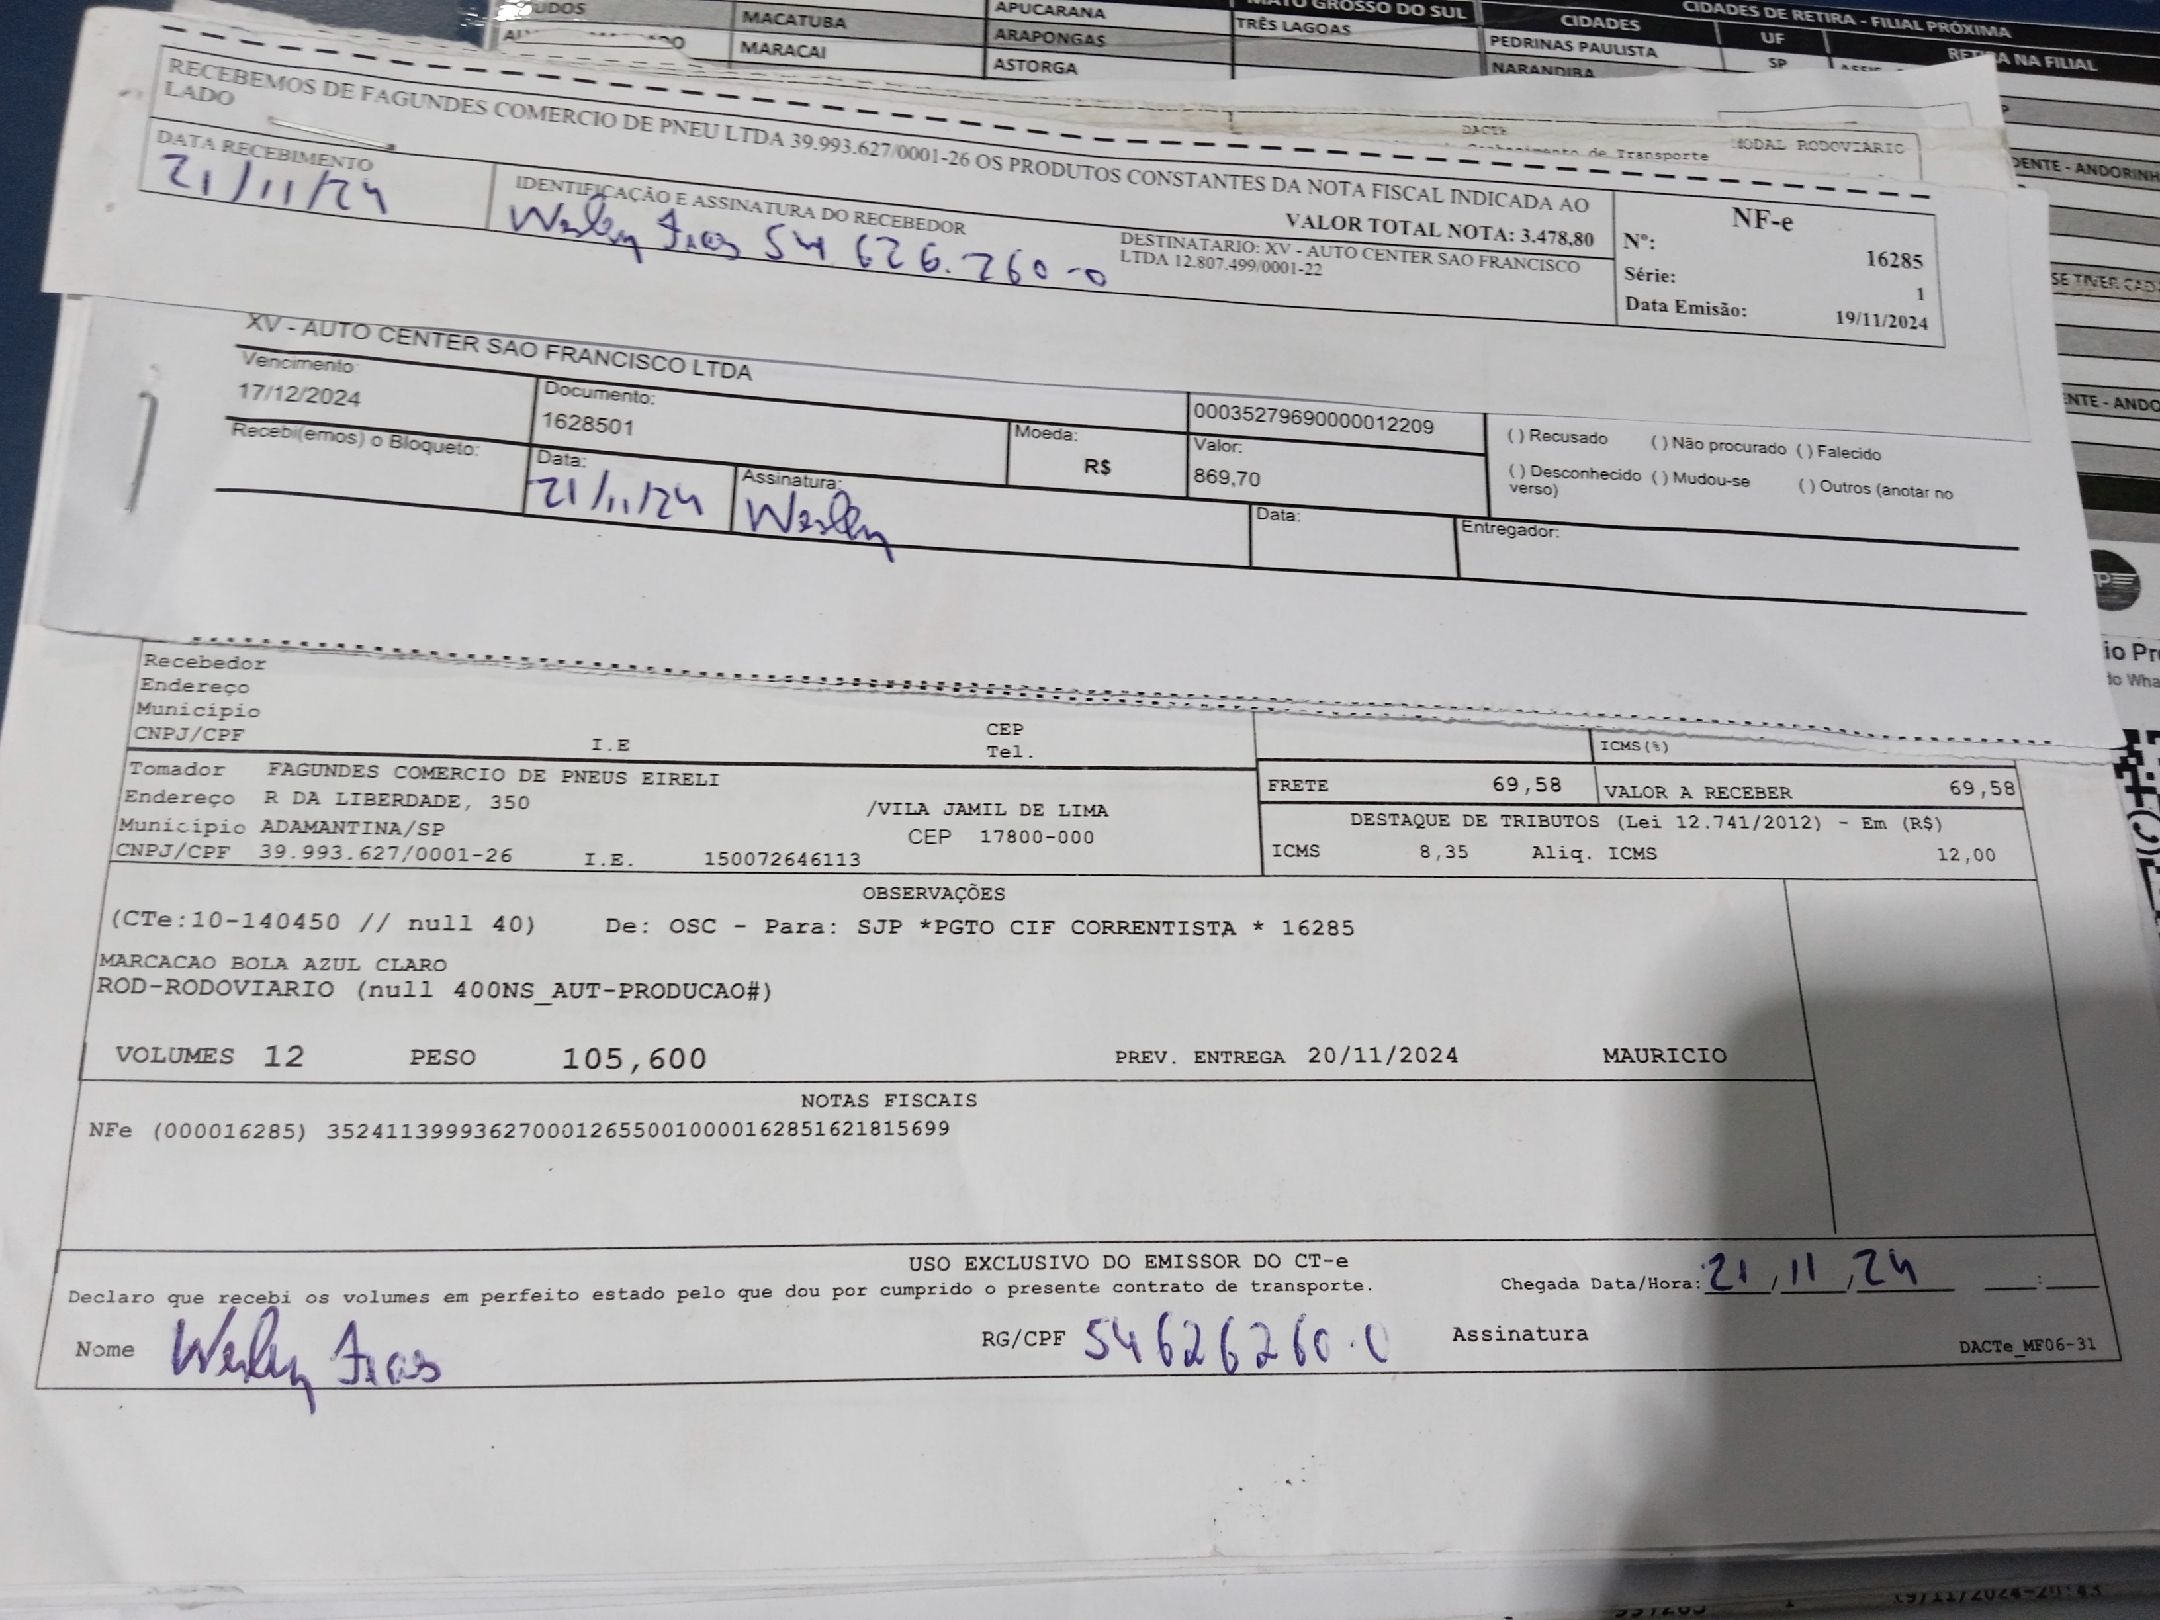 MACATUBA
APUCARANA
GROSSO DO SUL
CIDADES
CIDADES DE RETIRA - FILIAL PRÓXIMA
MARACAI
ARAPONGAS
TRÊS LAGOAS
PEDRINAS PAULISTA
UF
ASTORGA
NARANDIBA
SP
NA FILIAL
DACTE
de Transporte
MODAL RODOVIÁRIO
RECEBEMOS DE FAGUNDES COMERCIO DE PNEU LTDA 39.993.627/0001-26 OS PRODUTOS CONSTANTES DA NOTA FISCAL INDICADA AO
LADO
VALOR TOTAL NOTA: 3.478,80
DATA RECEBIMENTO
21/11/24
IDENTIFICAÇÃO E ASSINATURA DO RECEBEDOR
Wesley 54 626.260-0
DESTINATARIO: XV - AUTO CENTER SAO FRANCISCO
LTDA 12.807.499/0001-22
NF-e
Nº: 16285
Série: 1
Data Emissão: 19/11/2024
XV - AUTO CENTER SAO FRANCISCO LTDA
Vencimento
17/12/2024
Documento:
1628501
Moeda:
R$
00035279690000012209
Valor:
869,70
( ) Recusado ( ) Não procurado ( ) Falecido
( ) Desconhecido ( ) Mudou-se ( ) Outros (anotar no
verso)
Recebi(emos) o Bloqueto:
Data:
21/11/24
Assinatura:
Wesley
Data:
Entregador:
Recebedor
Endereço
Município CEP
CNPJ/CPF I.E Tel.
ICMS(%)
Tomador FAGUNDES COMERCIO DE PNEUS EIRELI
Endereço R DA LIBERDADE, 350 /VILA JAMIL DE LIMA
Município ADAMANTINA/SP CEP 17800-000
CNPJ/CPF 39.993.627/0001-26 I.E. 150072646113
FRETE 69,58 VALOR A RECEBER 69,58
DESTAQUE DE TRIBUTOS (Lei 12.741/2012) - Em (R$)
ICMS 8,35 Aliq. ICMS 12,00
OBSERVAÇÕES
(CTe:10-140450 // null 40) De: OSC - Para: SJP *PGTO CIF CORRENTISTA * 16285
MARCACAO BOLA AZUL CLARO
ROD-RODOVIARIO (null 400NS_AUT-PRODUCAO#)
VOLUMES 12 PESO 105,600 PREV. ENTREGA 20/11/2024 MAURICIO
NOTAS FISCAIS
NFe (000016285) 35241139993627000126550010000162851621815699
USO EXCLUSIVO DO EMISSOR DO CT-e
Declaro que recebi os volumes em perfeito estado pelo que dou por cumprido o presente contrato de transporte.
Chegada Data/Hora: 21/11/24 __:__
Nome Wesley
RG/CPF 54626260.0
Assinatura
DACTe_MF06-31